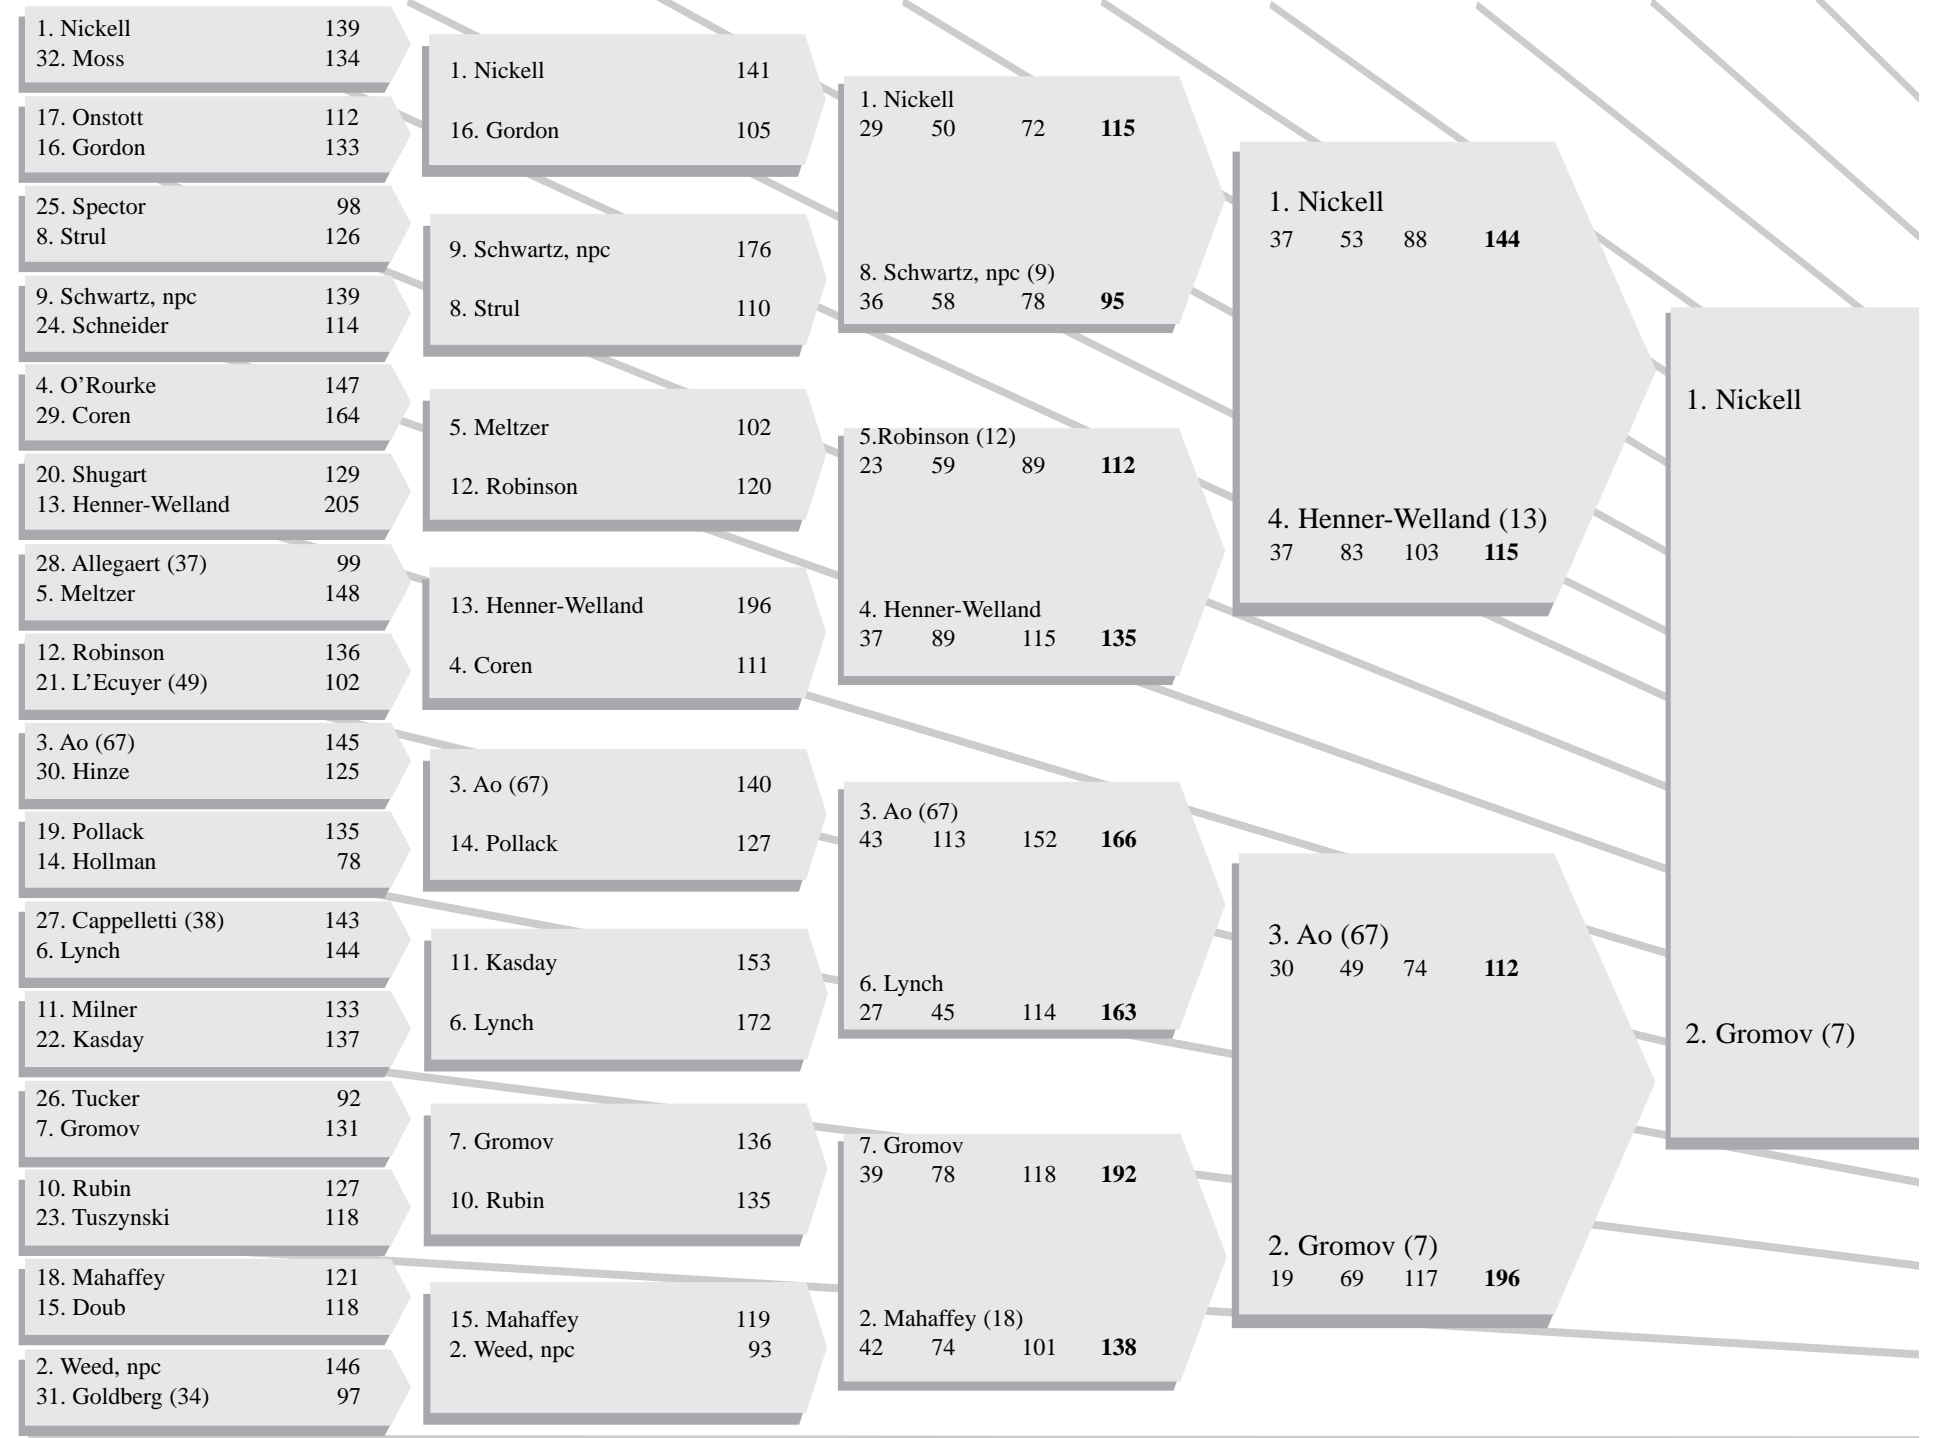 1. Nickell 139
32. Moss 134
17. Onstott 112
16. Gordon 133
25. Spector 98
8. Strul 126
9. Schwartz, npc 139
24. Schneider 114
4. O’Rourke 147
29. Coren 164
20. Shugart 129
13. Henner-Welland 205
28. Allegaert (37) 99
5. Meltzer 148
12. Robinson 136
21. L’Ecuyer (49) 102
3. Ao (67) 145
30. Hinze 125
19. Pollack 135
14. Hollman 78
27. Cappelletti (38) 143
6. Lynch 144
11. Milner 133
22. Kasday 137
26. Tucker 92
7. Gromov 131
10. Rubin 127
23. Tuszynski 118
18. Mahaffey 121
15. Doub 118
2. Weed, npc 146
31. Goldberg (34) 97
1. Nickell 141
16. Gordon 105
9. Schwartz, npc 176
8. Strul 110
5. Meltzer 102
12. Robinson 120
13. Henner-Welland 196
4. Coren 111
3. Ao (67) 140
14. Pollack 127
11. Kasday 153
6. Lynch 172
7. Gromov 136
10. Rubin 135
15. Mahaffey 119
2. Weed, npc 93
1. Nickell
29 50 72 115
8. Schwartz, npc (9)
36 58 78 95
5.Robinson (12)
23 59 89 112
4. Henner-Welland
37 89 115 135
3. Ao (67)
43 113 152 166
6. Lynch
27 45 114 163
7. Gromov
39 78 118 192
2. Mahaffey (18)
42 74 101 138
1. Nickell
37 53 88 144
4. Henner-Welland (13)
37 83 103 115
3. Ao (67)
30 49 74 112
2. Gromov (7)
19 69 117 196
1. Nickell
2. Gromov (7)